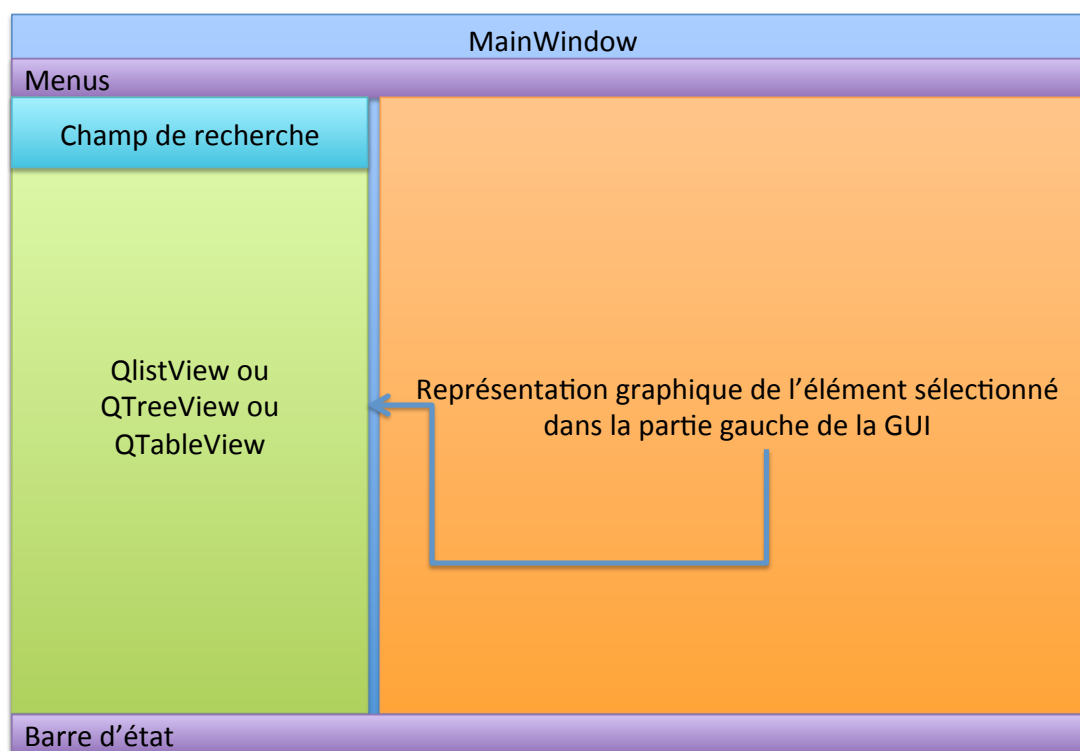 MainWindow
Menus
Champ de recherche
QlistView ou
QTreeView ou
QTableView
Représentation graphique de l’élément sélectionné
dans la partie gauche de la GUI
Barre d’état